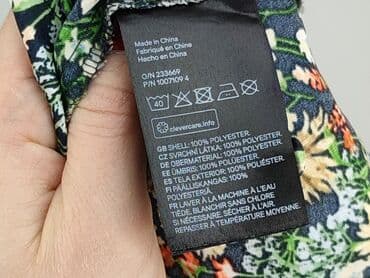 Made in China
Fabriqué en China
Hecho en China
O/N 233669
P/N 1007109 4
40
clevercare.info
GB SHELL: 100% POLYESTER.
CZ SVRCHNÍ LÁTKA: 100% POLYESTER.
DE OBERMATERIAL: 100% POLYESTER.
EE ÜMBRIS: 100% POLÜESTER.
ES TELA EXTERIOR: 100% POLIÉSTER.
FI PÄÄLLISKANGAS: 100%
POLYESTERIÄ.
FR LAVER À LA MACHINE À L'EAU
TIÈDE, BLANCHIR SANS CHLORE
SI NÉCESSAIRE, SÉCHER À L'AIR.
REPASSER À TEMPÉRATURE MOYENNE.